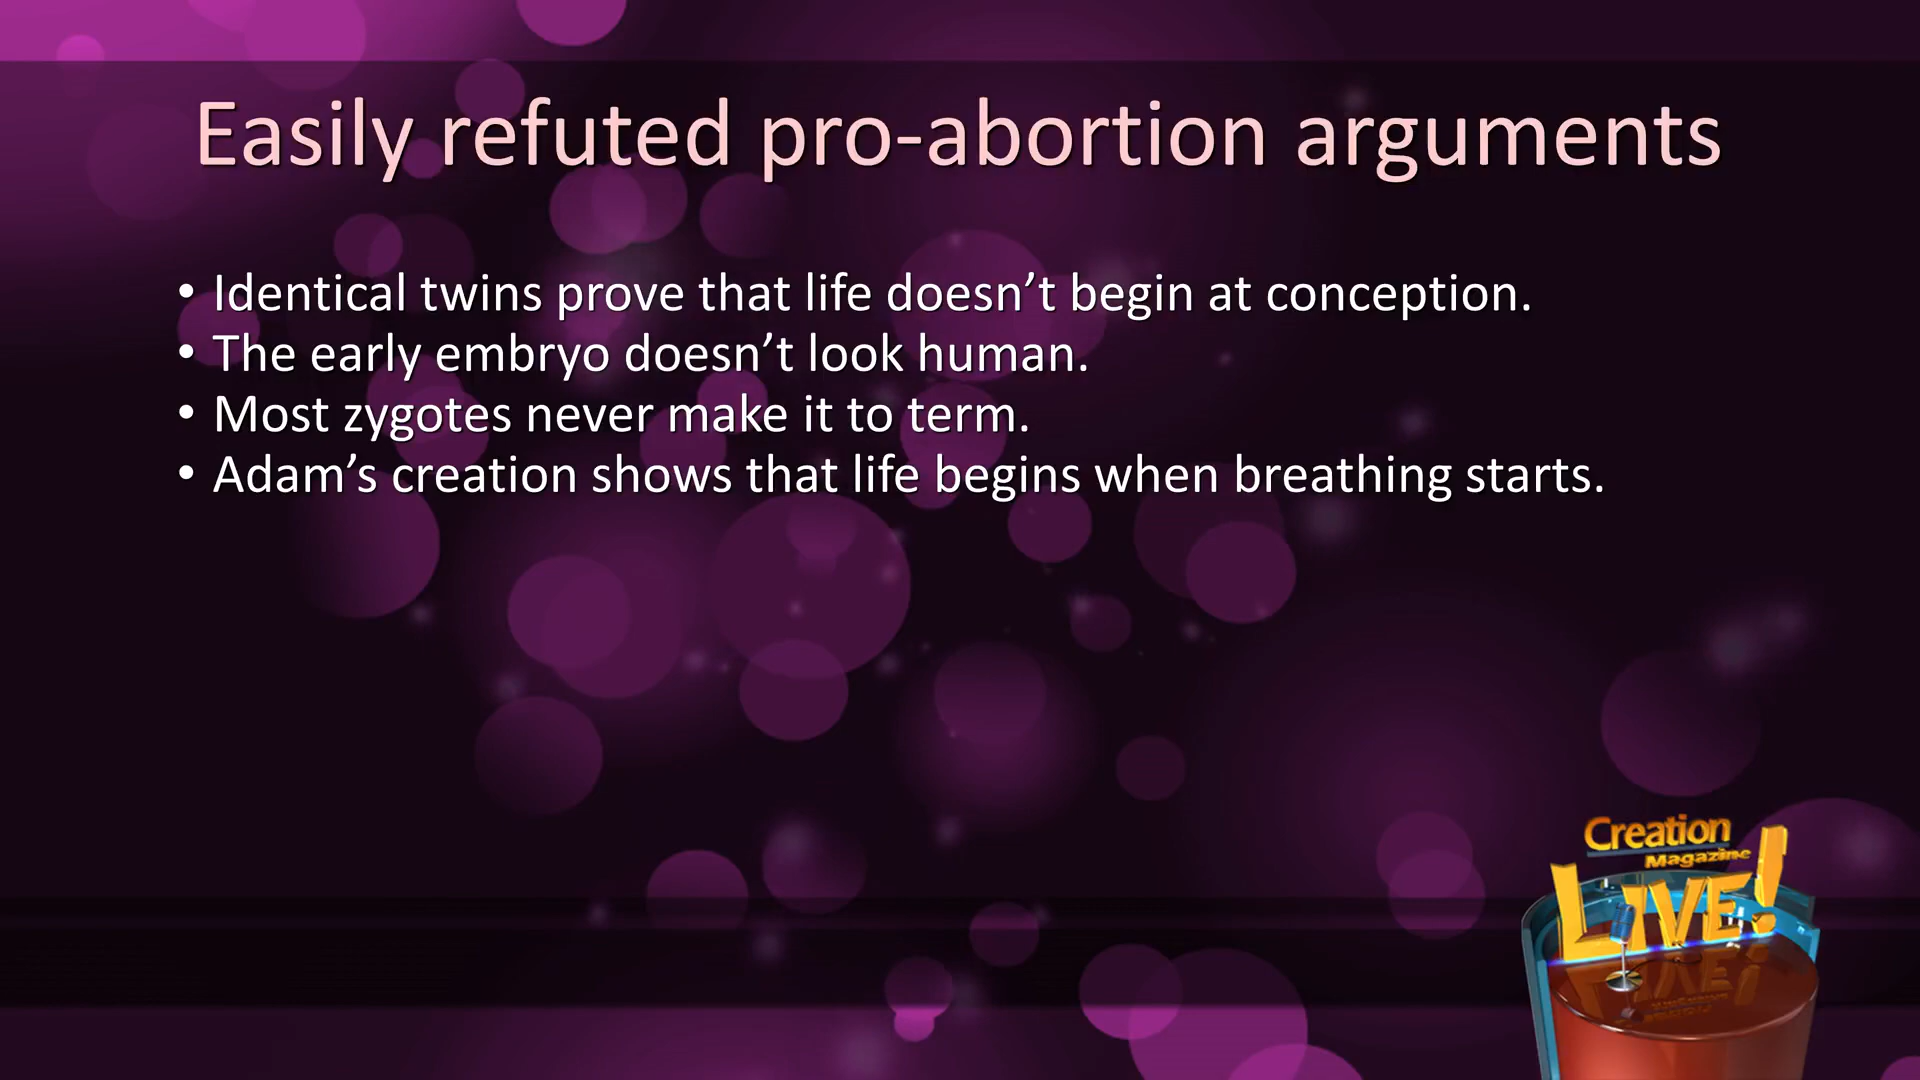 Easily refuted pro-abortion arguments
• Identical twins prove that life doesn’t begin at conception.
• The early embryo doesn’t look human.
• Most zygotes never make it to term.
• Adam’s creation shows that life begins when breathing starts.
Creation
Magazine
LIVE!